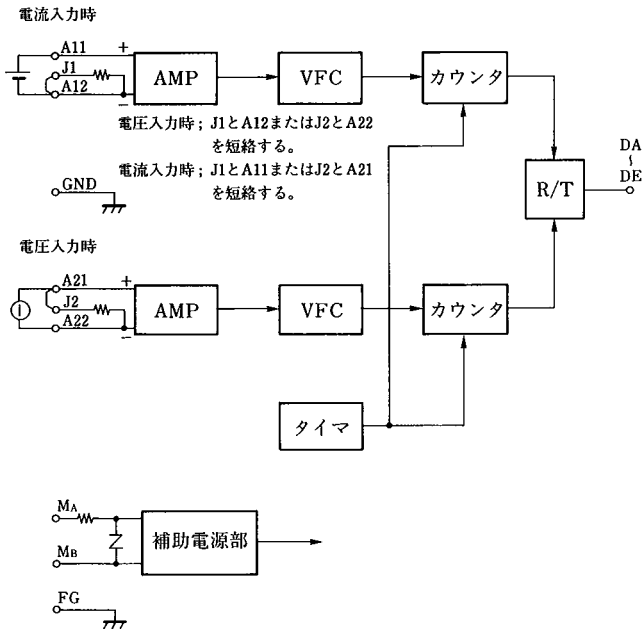 電流入力時
A11
+
J1
A12
−
AMP
VFC
カウンタ
電圧入力時；J1とA12またはJ2とA22
を短絡する。
電流入力時；J1とA11またはJ2とA21
を短絡する。
GND
R/T
DA
〜
DE
電圧入力時
A21
+
J2
A22
−
I
AMP
VFC
カウンタ
タイマ
MA
MB
補助電源部
FG